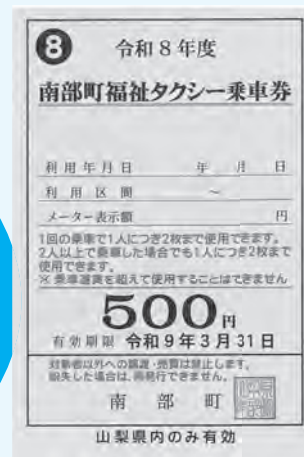 8 令和8年度
南部町福祉タクシー乗車券
利用年月日 年 月 日
利用区間 ～
メーター表示額 円
1回の乗車で1人につき2枚まで使用できます。
2人以上で乗車した場合でも1人につき2枚まで
使用できます。
※乗車運賃を超えて使用することはできません
500円
有効期限 令和9年3月31日
対象者以外への譲渡・売買は禁止します。
紛失した場合は、再発行できません。
南部町
山梨県内のみ有効